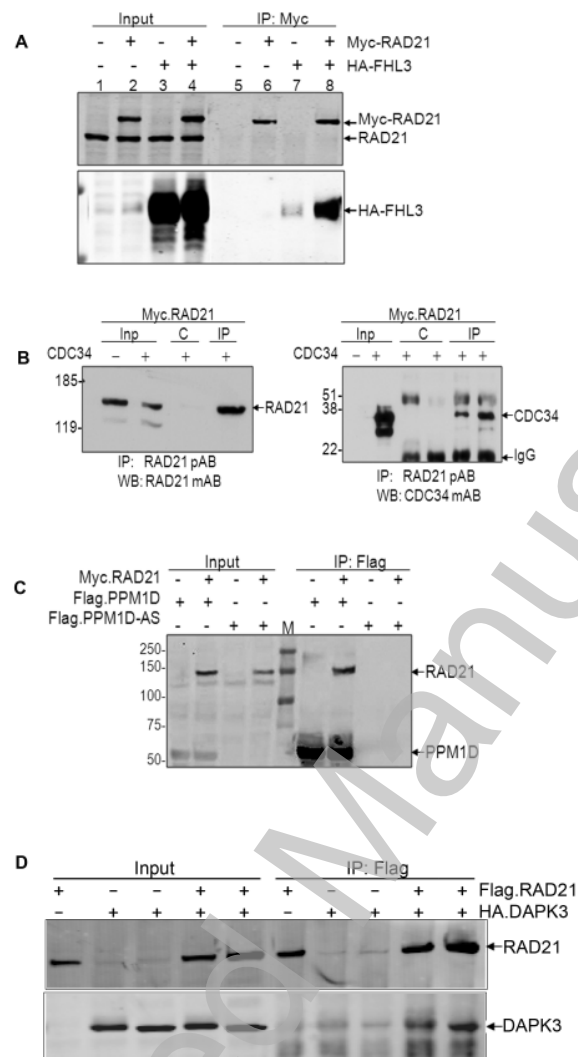 A
Input IP: Myc
- + - + - + - + Myc-RAD21
- - + + - - + + HA-FHL3
1 2 3 4 5 6 7 8
Myc-RAD21
RAD21
HA-FHL3
B
Myc.RAD21
Inp C IP
CDC34 - + + +
185-
RAD21
119-
IP: RAD21 pAB
WB: RAD21 mAB
Myc.RAD21
Inp C IP
CDC34 - + + + + +
51-
38-
CDC34
22-
IgG
IP: RAD21 pAB
WB: CDC34 mAB
C
Input IP: Flag
Myc.RAD21 - + - + - + - +
Flag.PPM1D + + - - + + - -
Flag.PPM1D-AS - - + + M - - + +
250-
150-
RAD21
100-
75-
PPM1D
50-
D
Input IP: Flag
+ - - + + + - - + + Flag.RAD21
- + + + + - + + + + HA.DAPK3
RAD21
DAPK3